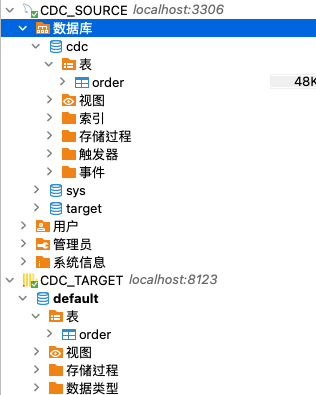 CDC_SOURCE localhost:3306
数据库
cdc
表
order 48K
视图
索引
存储过程
触发器
事件
sys
target
用户
管理员
系统信息
CDC_TARGET localhost:8123
default
表
order
视图
存储过程
数据类型